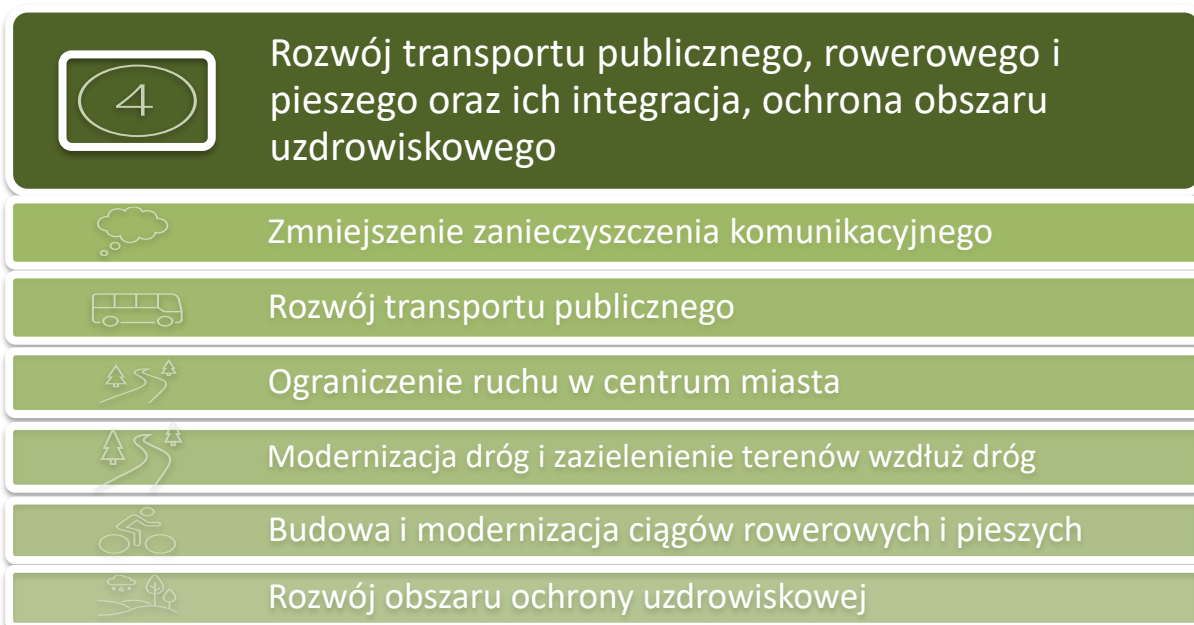 4
Rozwój transportu publicznego, rowerowego i
pieszego oraz ich integracja, ochrona obszaru
uzdrowiskowego
Zmniejszenie zanieczyszczenia komunikacyjnego
Rozwój transportu publicznego
Ograniczenie ruchu w centrum miasta
Modernizacja dróg i zazielenienie terenów wzdłuż dróg
Budowa i modernizacja ciągów rowerowych i pieszych
Rozwój obszaru ochrony uzdrowiskowej